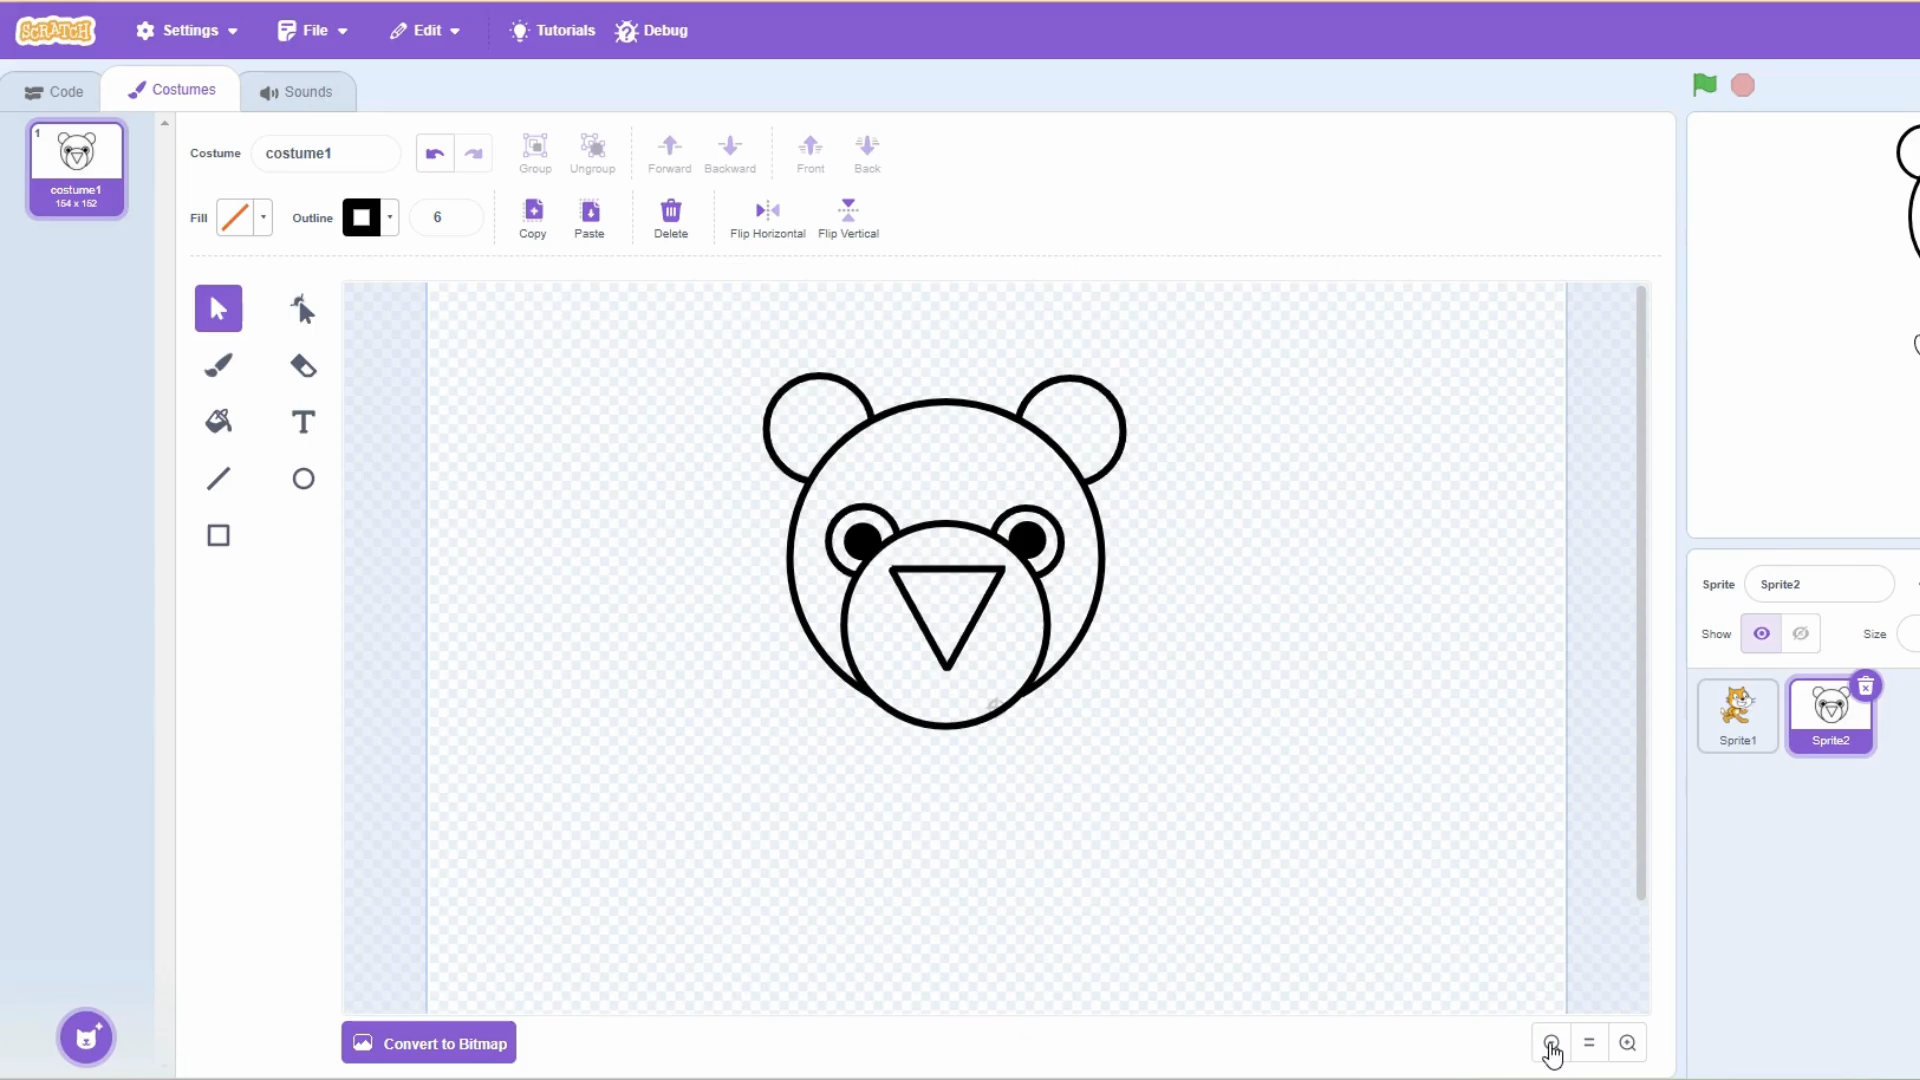 SCRATCH
Settings File Edit Tutorials Debug
Code Costumes Sounds
1
costume1
154 x 152
Costume costume1 Group Ungroup Forward Backward Front Back
Fill Outline 6 Copy Paste Delete Flip Horizontal Flip Vertical
Convert to Bitmap
Sprite Sprite2
Show Size
Sprite1 Sprite2